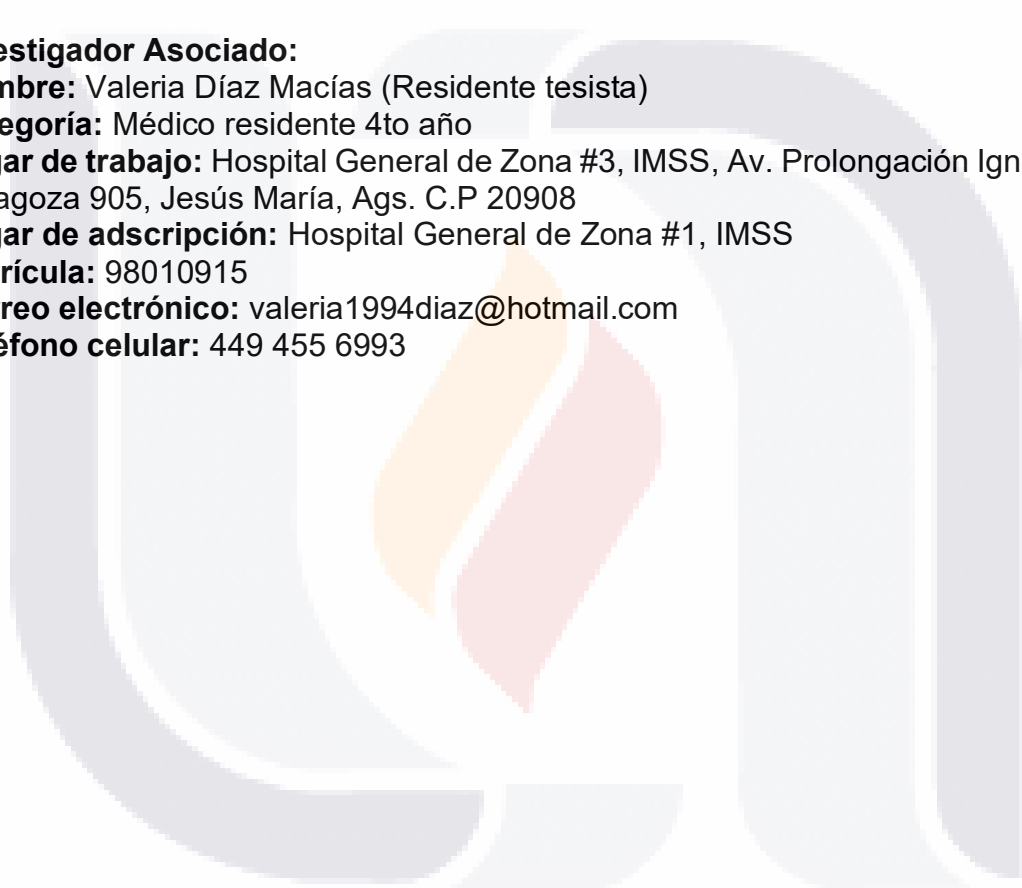 estigador Asociado:
mbre: Valeria Díaz Macías (Residente tesista)
egoría: Médico residente 4to año
ar de trabajo: Hospital General de Zona #3, IMSS, Av. Prolongación Ign
agoza 905, Jesús María, Ags. C.P 20908
ar de adscripción: Hospital General de Zona #1, IMSS
rícula: 98010915
reo electrónico: valeria1994diaz@hotmail.com
éfono celular: 449 455 6993